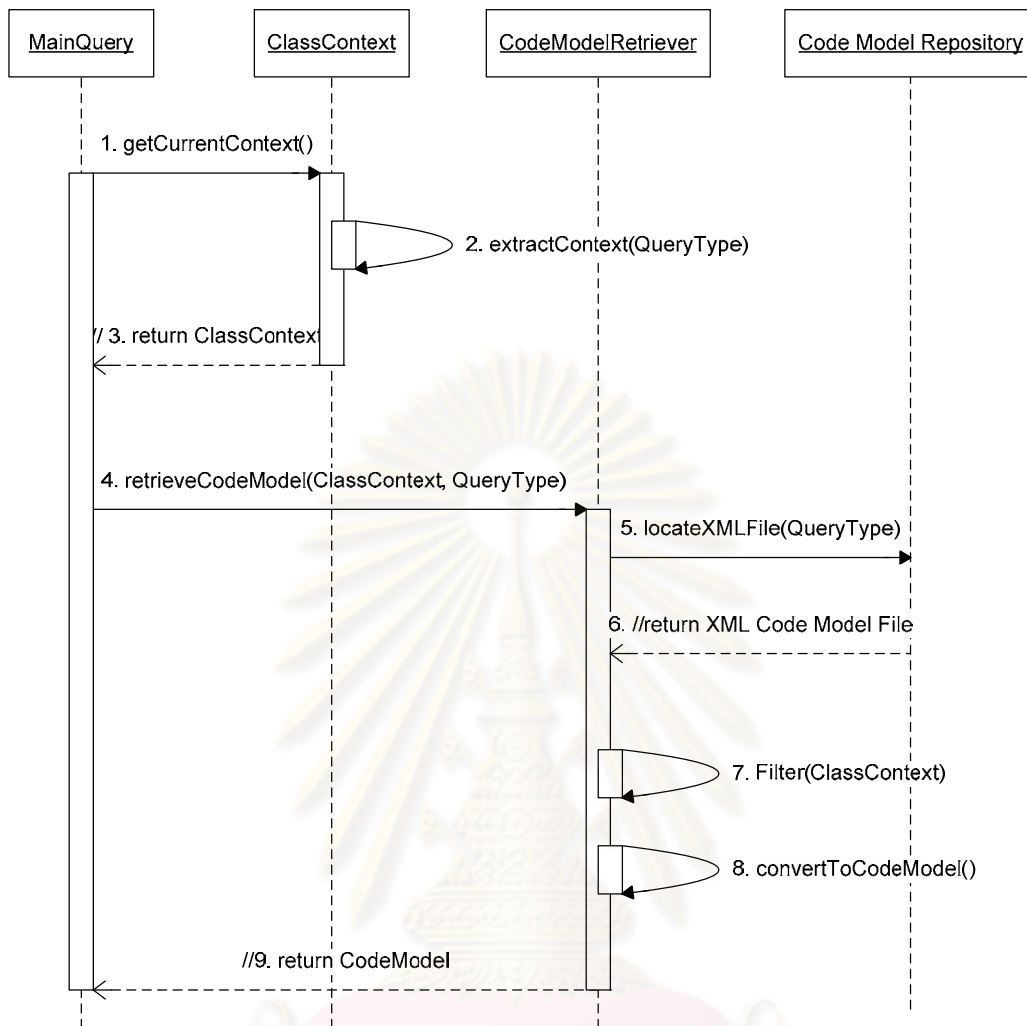 MainQuery
ClassContext
CodeModelRetriever
Code Model Repository
1. getCurrentContext()
2. extractContext(QueryType)
// 3. return ClassContext
4. retrieveCodeModel(ClassContext, QueryType)
5. locateXMLFile(QueryType)
6. //return XML Code Model File
7. Filter(ClassContext)
8. convertToCodeModel()
//9. return CodeModel